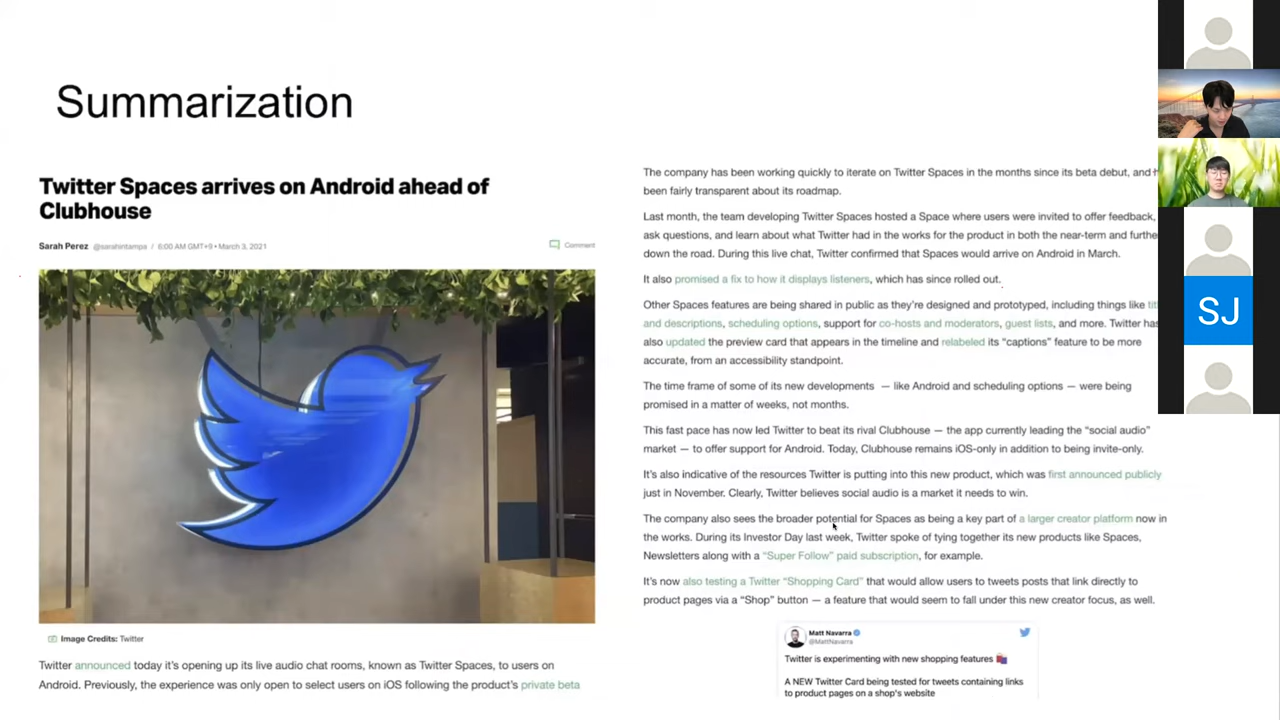 Summarization
Twitter Spaces arrives on Android ahead of
Clubhouse
Sarah Perez @sarahintampa / 6:00 AM GMT+9 • March 3, 2021
Comment
Image Credits: Twitter
Twitter announced today it's opening up its live audio chat rooms, known as Twitter Spaces, to users on
Android. Previously, the experience was only open to select users on iOS following the product's private beta
The company has been working quickly to iterate on Twitter Spaces in the months since its beta debut, and
been fairly transparent about its roadmap.
Last month, the team developing Twitter Spaces hosted a Space where users were invited to offer feedback,
ask questions, and learn about what Twitter had in the works for the product in both the near-term and furthe
down the road. During this live chat, Twitter confirmed that Spaces would arrive on Android in March.
It also promised a fix to how it displays listeners, which has since rolled out.
Other Spaces features are being shared in public as they're designed and prototyped, including things like
and descriptions, scheduling options, support for co-hosts and moderators, guest lists, and more. Twitter has
also updated the preview card that appears in the timeline and relabeled its “captions” feature to be more
accurate, from an accessibility standpoint.
The time frame of some of its new developments — like Android and scheduling options — were being
promised in a matter of weeks, not months.
This fast pace has now led Twitter to beat its rival Clubhouse — the app currently leading the “social audio”
market — to offer support for Android. Today, Clubhouse remains iOS-only in addition to being invite-only.
It's also indicative of the resources Twitter is putting into this new product, which was first announced publicly
just in November. Clearly, Twitter believes social audio is a market it needs to win.
The company also sees the broader potential for Spaces as being a key part of a larger creator platform now in
the works. During its Investor Day last week, Twitter spoke of tying together its new products like Spaces,
Newsletters along with a “Super Follow” paid subscription, for example.
It's now also testing a Twitter “Shopping Card” that would allow users to tweets posts that link directly to
product pages via a “Shop” button — a feature that would seem to fall under this new creator focus, as well.
Matt Navarra
@MattNavarra
Twitter is experimenting with new shopping features 🛍
A NEW Twitter Card being tested for tweets containing links
to product pages on a shop's website
SJ